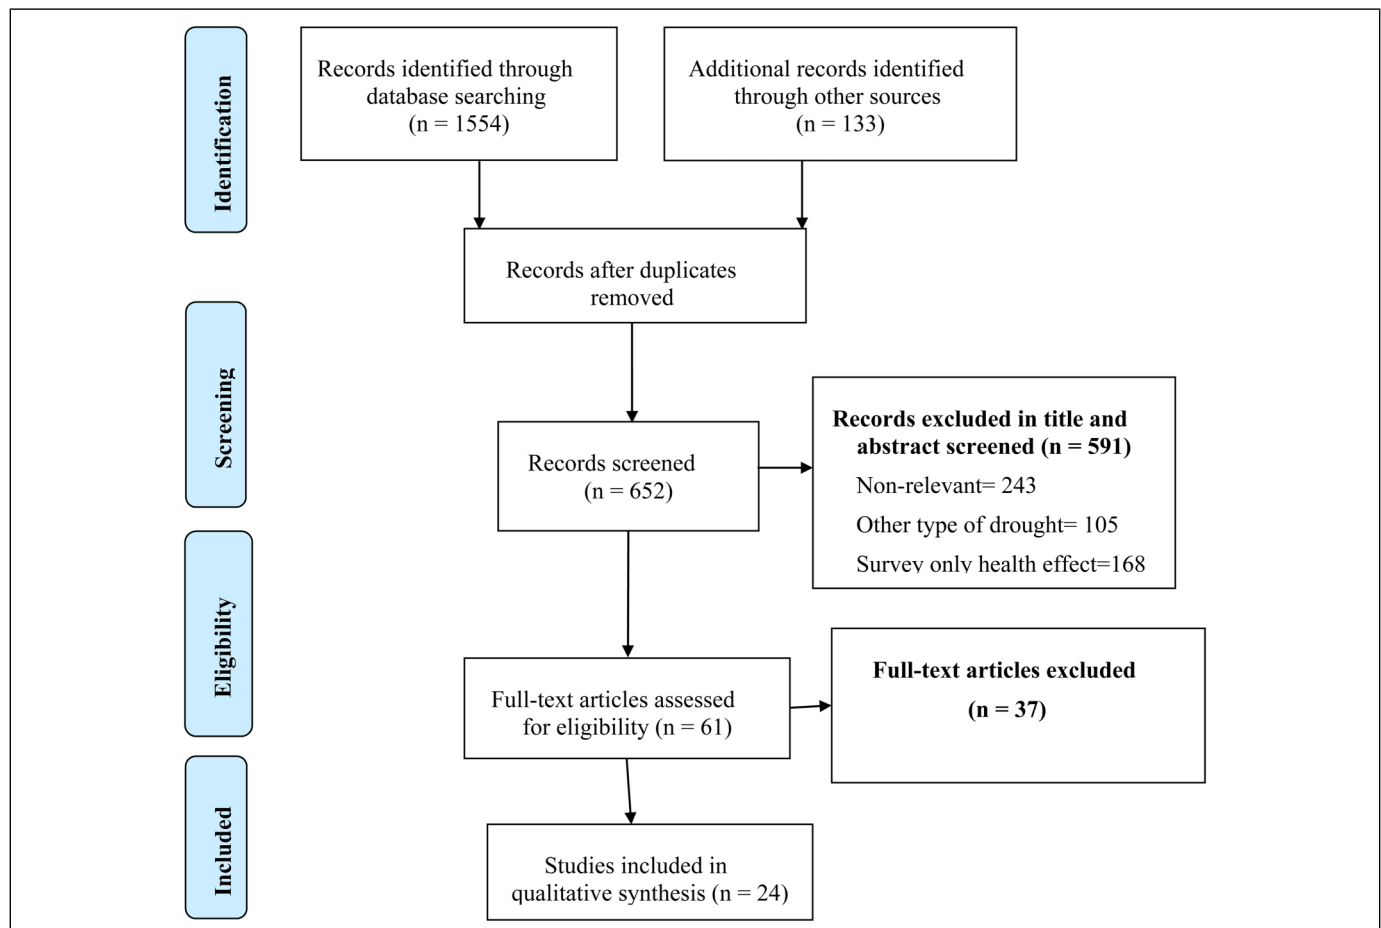 Identification
Records identified through
database searching
(n = 1554)
Additional records identified
through other sources
(n = 133)
Records after duplicates
removed
Screening
Records screened
(n = 652)
Records excluded in title and
abstract screened (n = 591)
Non-relevant= 243
Other type of drought= 105
Survey only health effect=168
Eligibility
Full-text articles assessed
for eligibility (n = 61)
Full-text articles excluded
(n = 37)
Included
Studies included in
qualitative synthesis (n = 24)